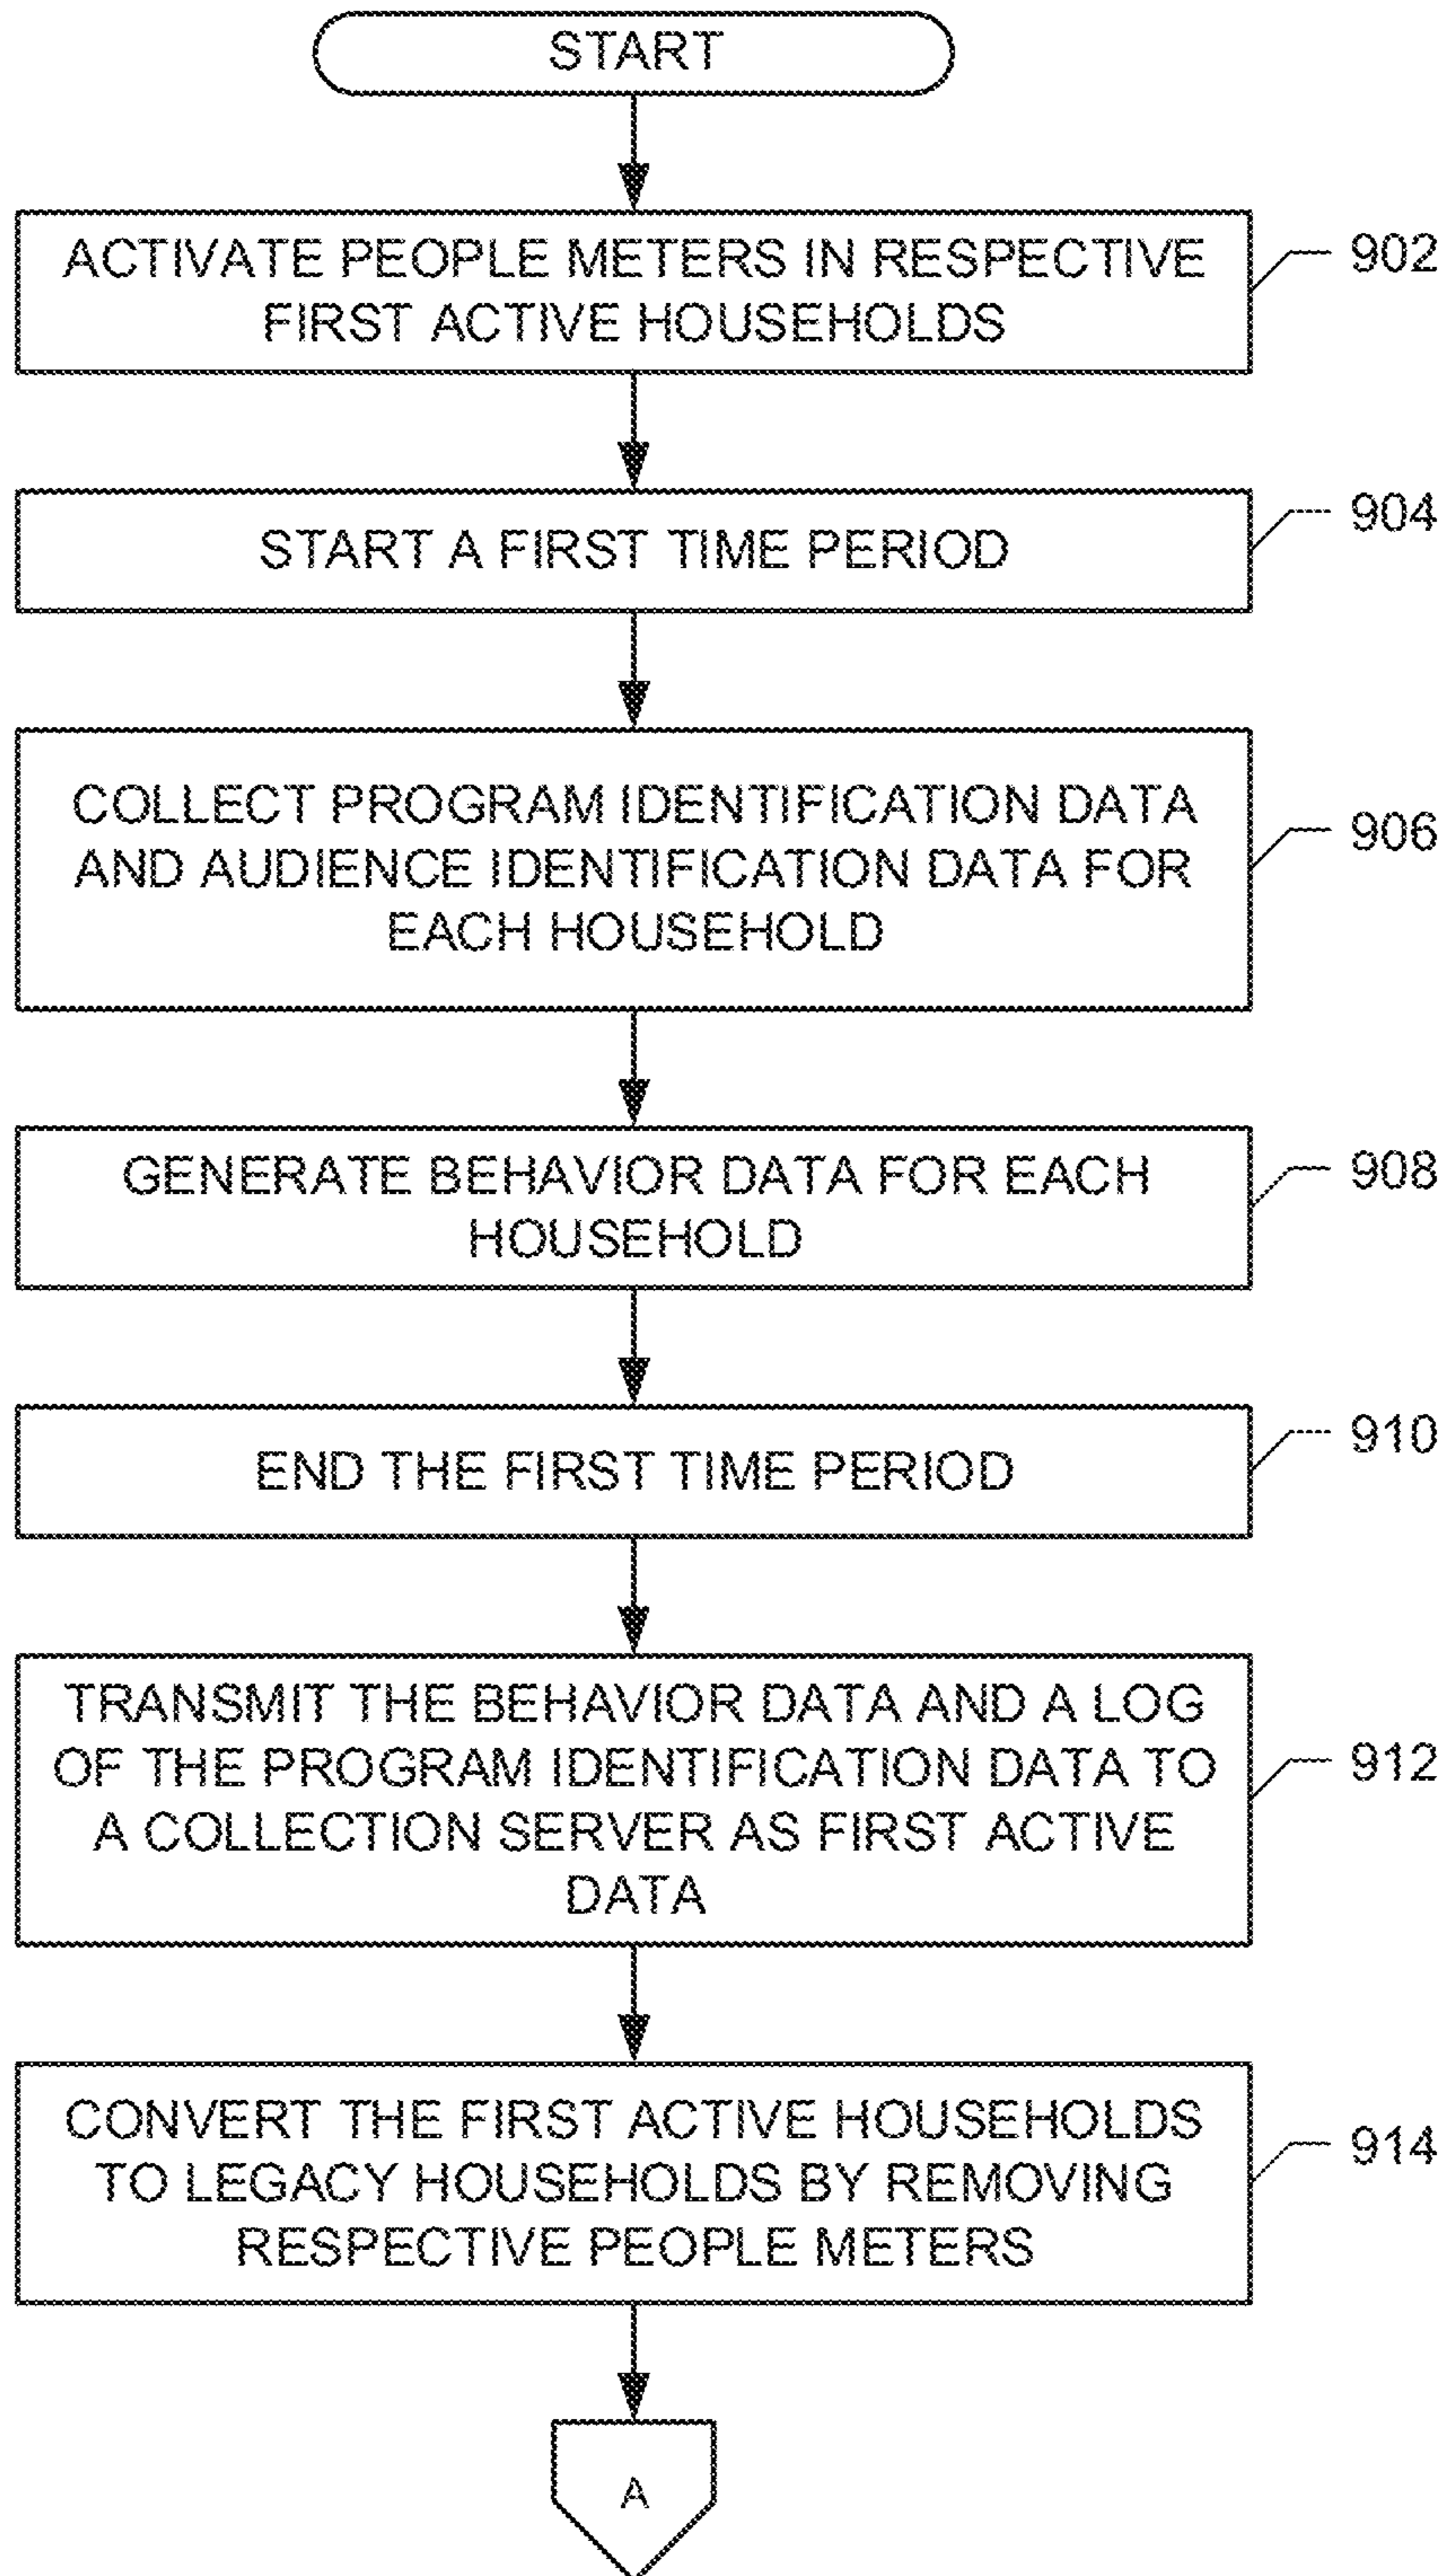 START
ACTIVATE PEOPLE METERS IN RESPECTIVE
FIRST ACTIVE HOUSEHOLDS
902
START A FIRST TIME PERIOD
904
COLLECT PROGRAM IDENTIFICATION DATA
AND AUDIENCE IDENTIFICATION DATA FOR
EACH HOUSEHOLD
906
GENERATE BEHAVIOR DATA FOR EACH
HOUSEHOLD
908
END THE FIRST TIME PERIOD
910
TRANSMIT THE BEHAVIOR DATA AND A LOG
OF THE PROGRAM IDENTIFICATION DATA TO
A COLLECTION SERVER AS FIRST ACTIVE
DATA
912
CONVERT THE FIRST ACTIVE HOUSEHOLDS
TO LEGACY HOUSEHOLDS BY REMOVING
RESPECTIVE PEOPLE METERS
914
A